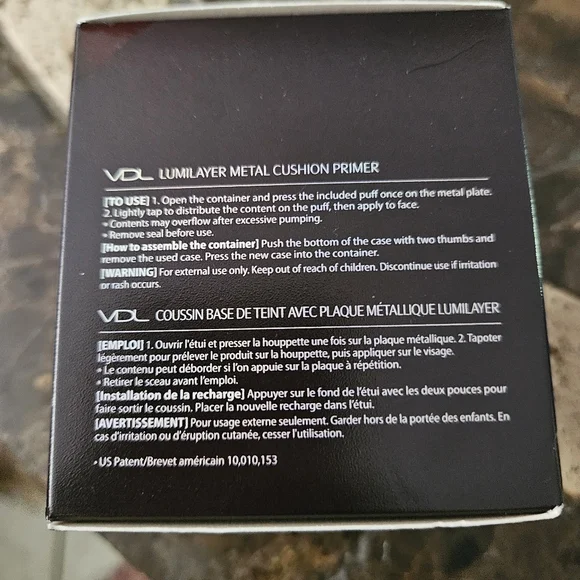 VDL LUMILAYER METAL CUSHION PRIMER
[TO USE] 1. Open the container and press the included puff once on the metal plate.
2. Lightly tap to distribute the content on the puff, then apply to face.
• Contents may overflow after excessive pumping.
• Remove seal before use.
[How to assemble the container] Push the bottom of the case with two thumbs and
remove the used case. Press the new case into the container.
[WARNING] For external use only. Keep out of reach of children. Discontinue use if irritation
or rash occurs.
VDL COUSSIN BASE DE TEINT AVEC PLAQUE MÉTALLIQUE LUMILAYER
[EMPLOI] 1. Ouvrir l'étui et presser la houppette une fois sur la plaque métallique. 2. Tapoter
légèrement pour prélever le produit sur la houppette, puis appliquer sur le visage.
• Le contenu peut déborder si l'on appuie sur la plaque à répétition.
• Retirer le sceau avant l'emploi.
[Installation de la recharge] Appuyer sur le fond de l'étui avec les deux pouces pour
faire sortir le coussin. Placer la nouvelle recharge dans l'étui.
[AVERTISSEMENT] Pour usage externe seulement. Garder hors de la portée des enfants. En
cas d'irritation ou d'éruption cutanée, cesser l'utilisation.
• US Patent/Brevet américain 10,010,153